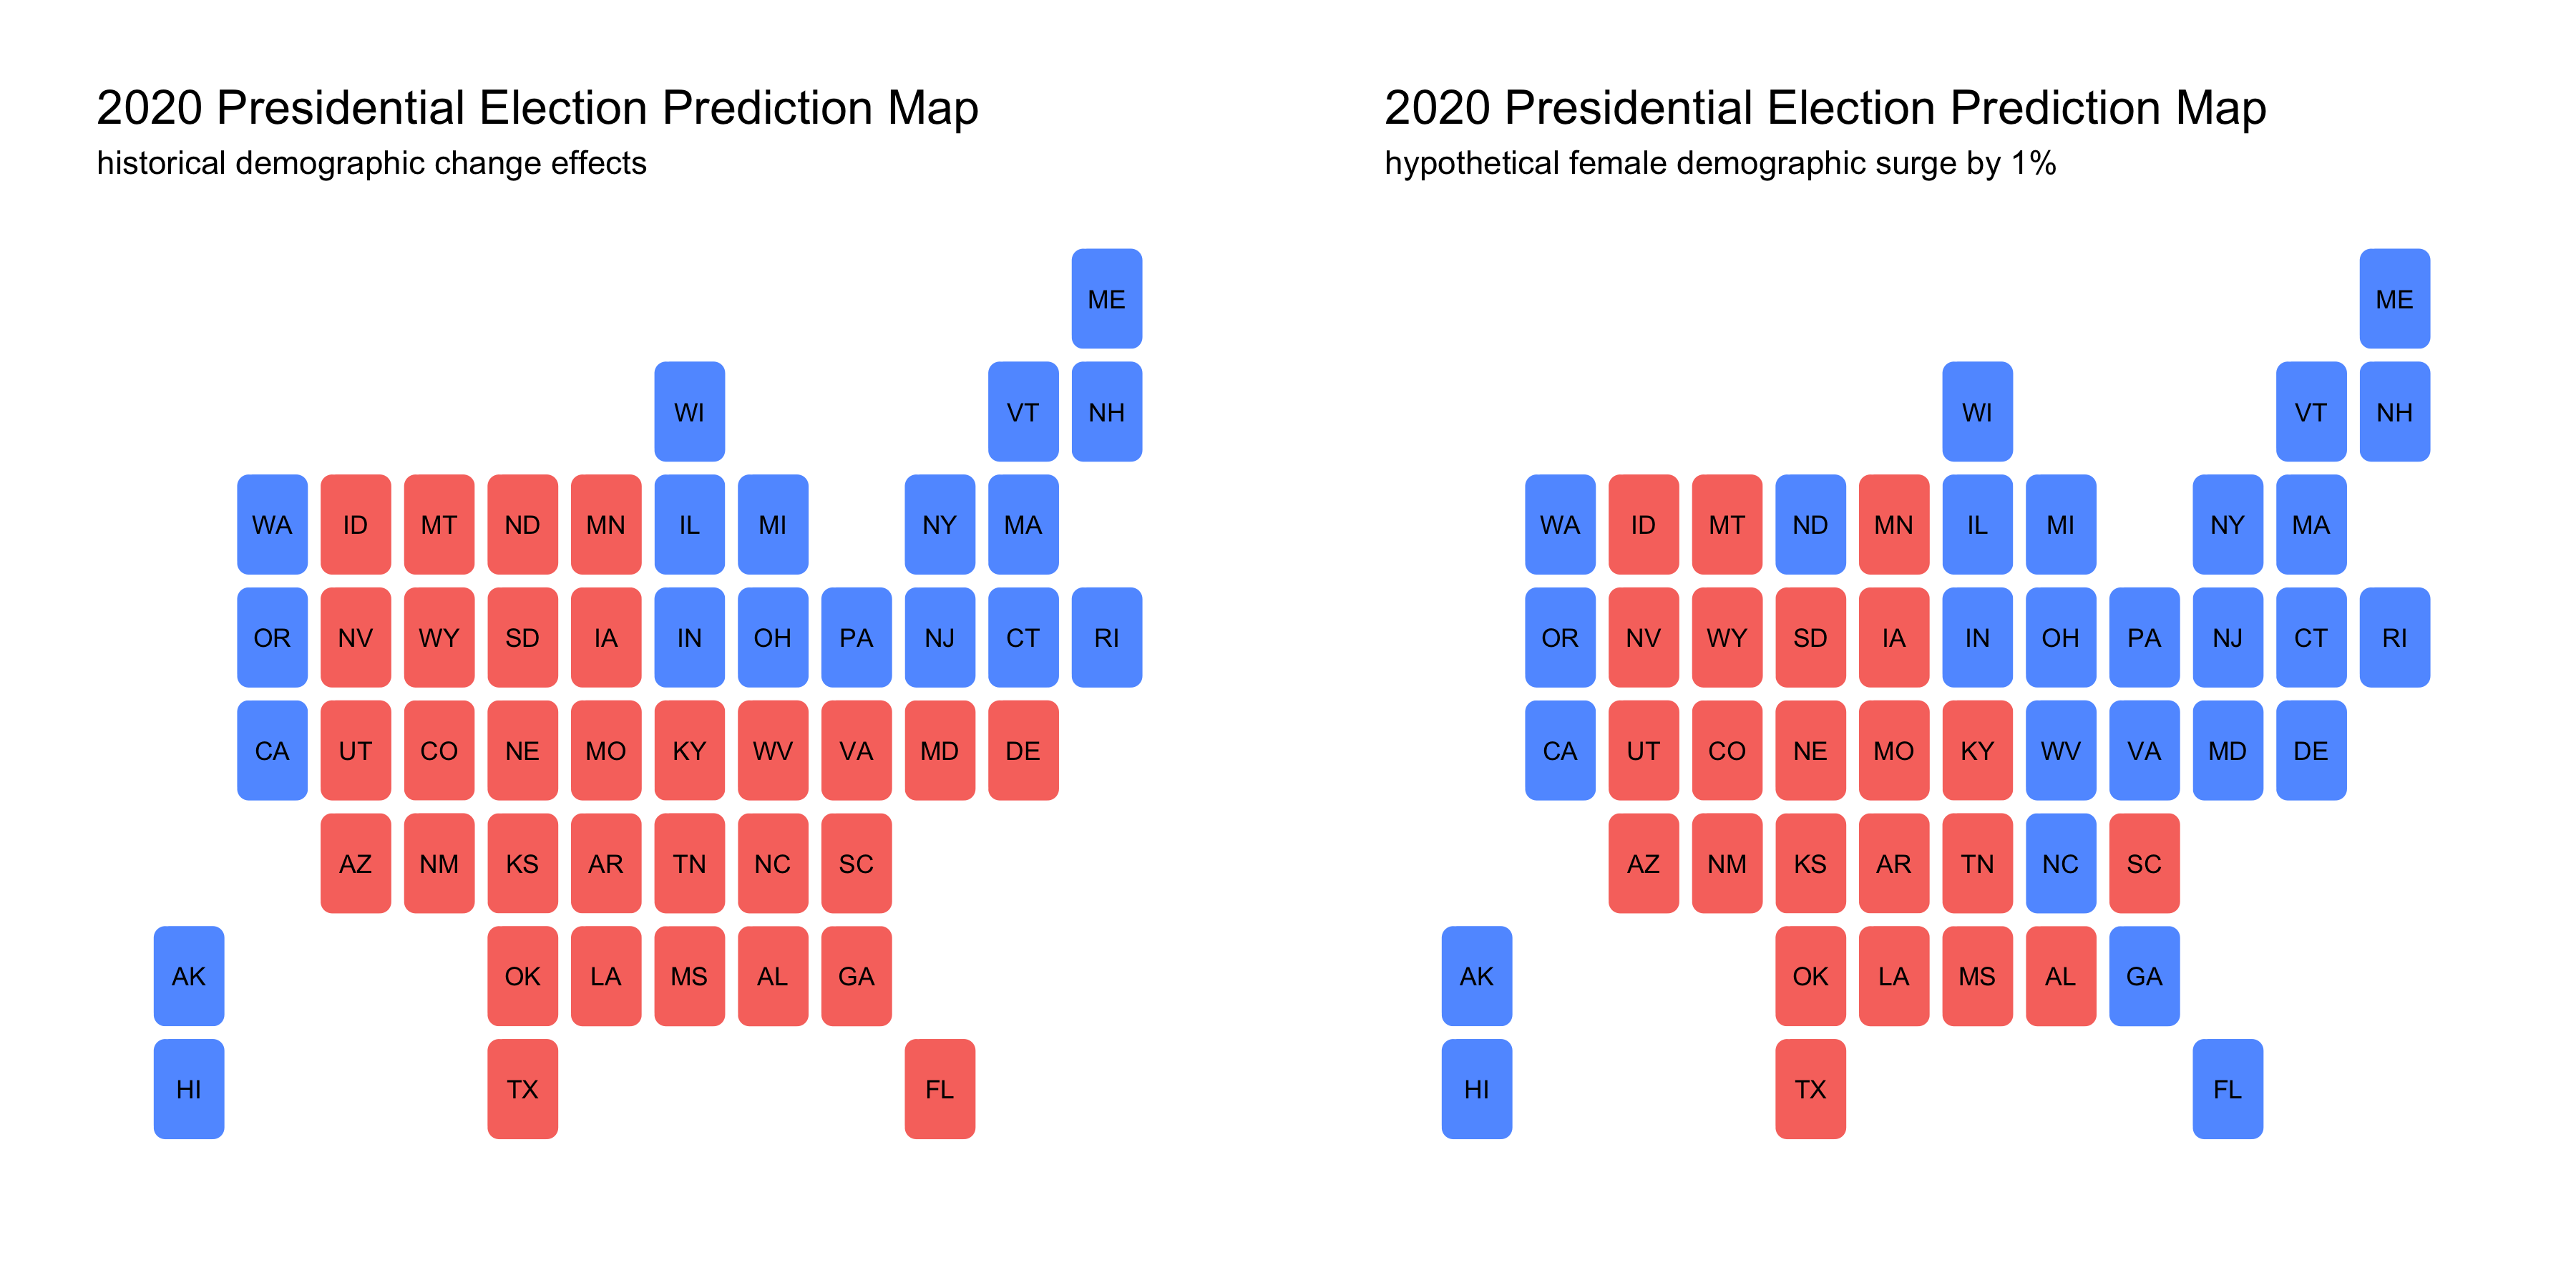 2020 Presidential Election Prediction Map
historical demographic change effects
ME
WI VT NH
WA ID MT ND MN IL MI NY MA
OR NV WY SD IA IN OH PA NJ CT RI
CA UT CO NE MO KY WV VA MD DE
AZ NM KS AR TN NC SC
AK OK LA MS AL GA
HI TX FL
2020 Presidential Election Prediction Map
hypothetical female demographic surge by 1%
ME
WI VT NH
WA ID MT ND MN IL MI NY MA
OR NV WY SD IA IN OH PA NJ CT RI
CA UT CO NE MO KY WV VA MD DE
AZ NM KS AR TN NC SC
AK OK LA MS AL GA
HI TX FL